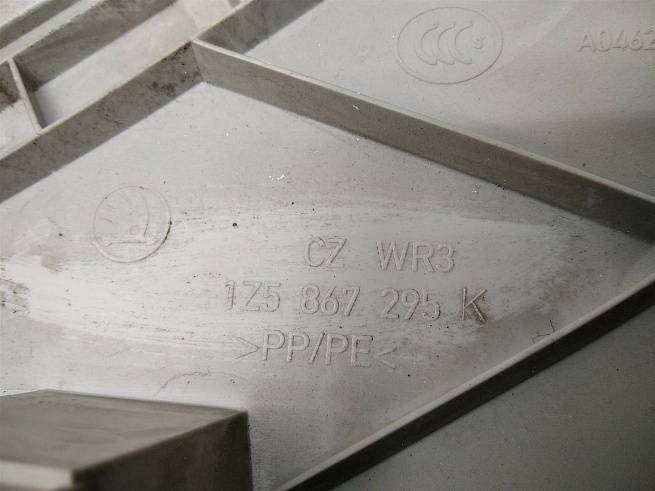 CCC S
A0462
CZ WR3
1Z5 867 295 K
>PP/PE<